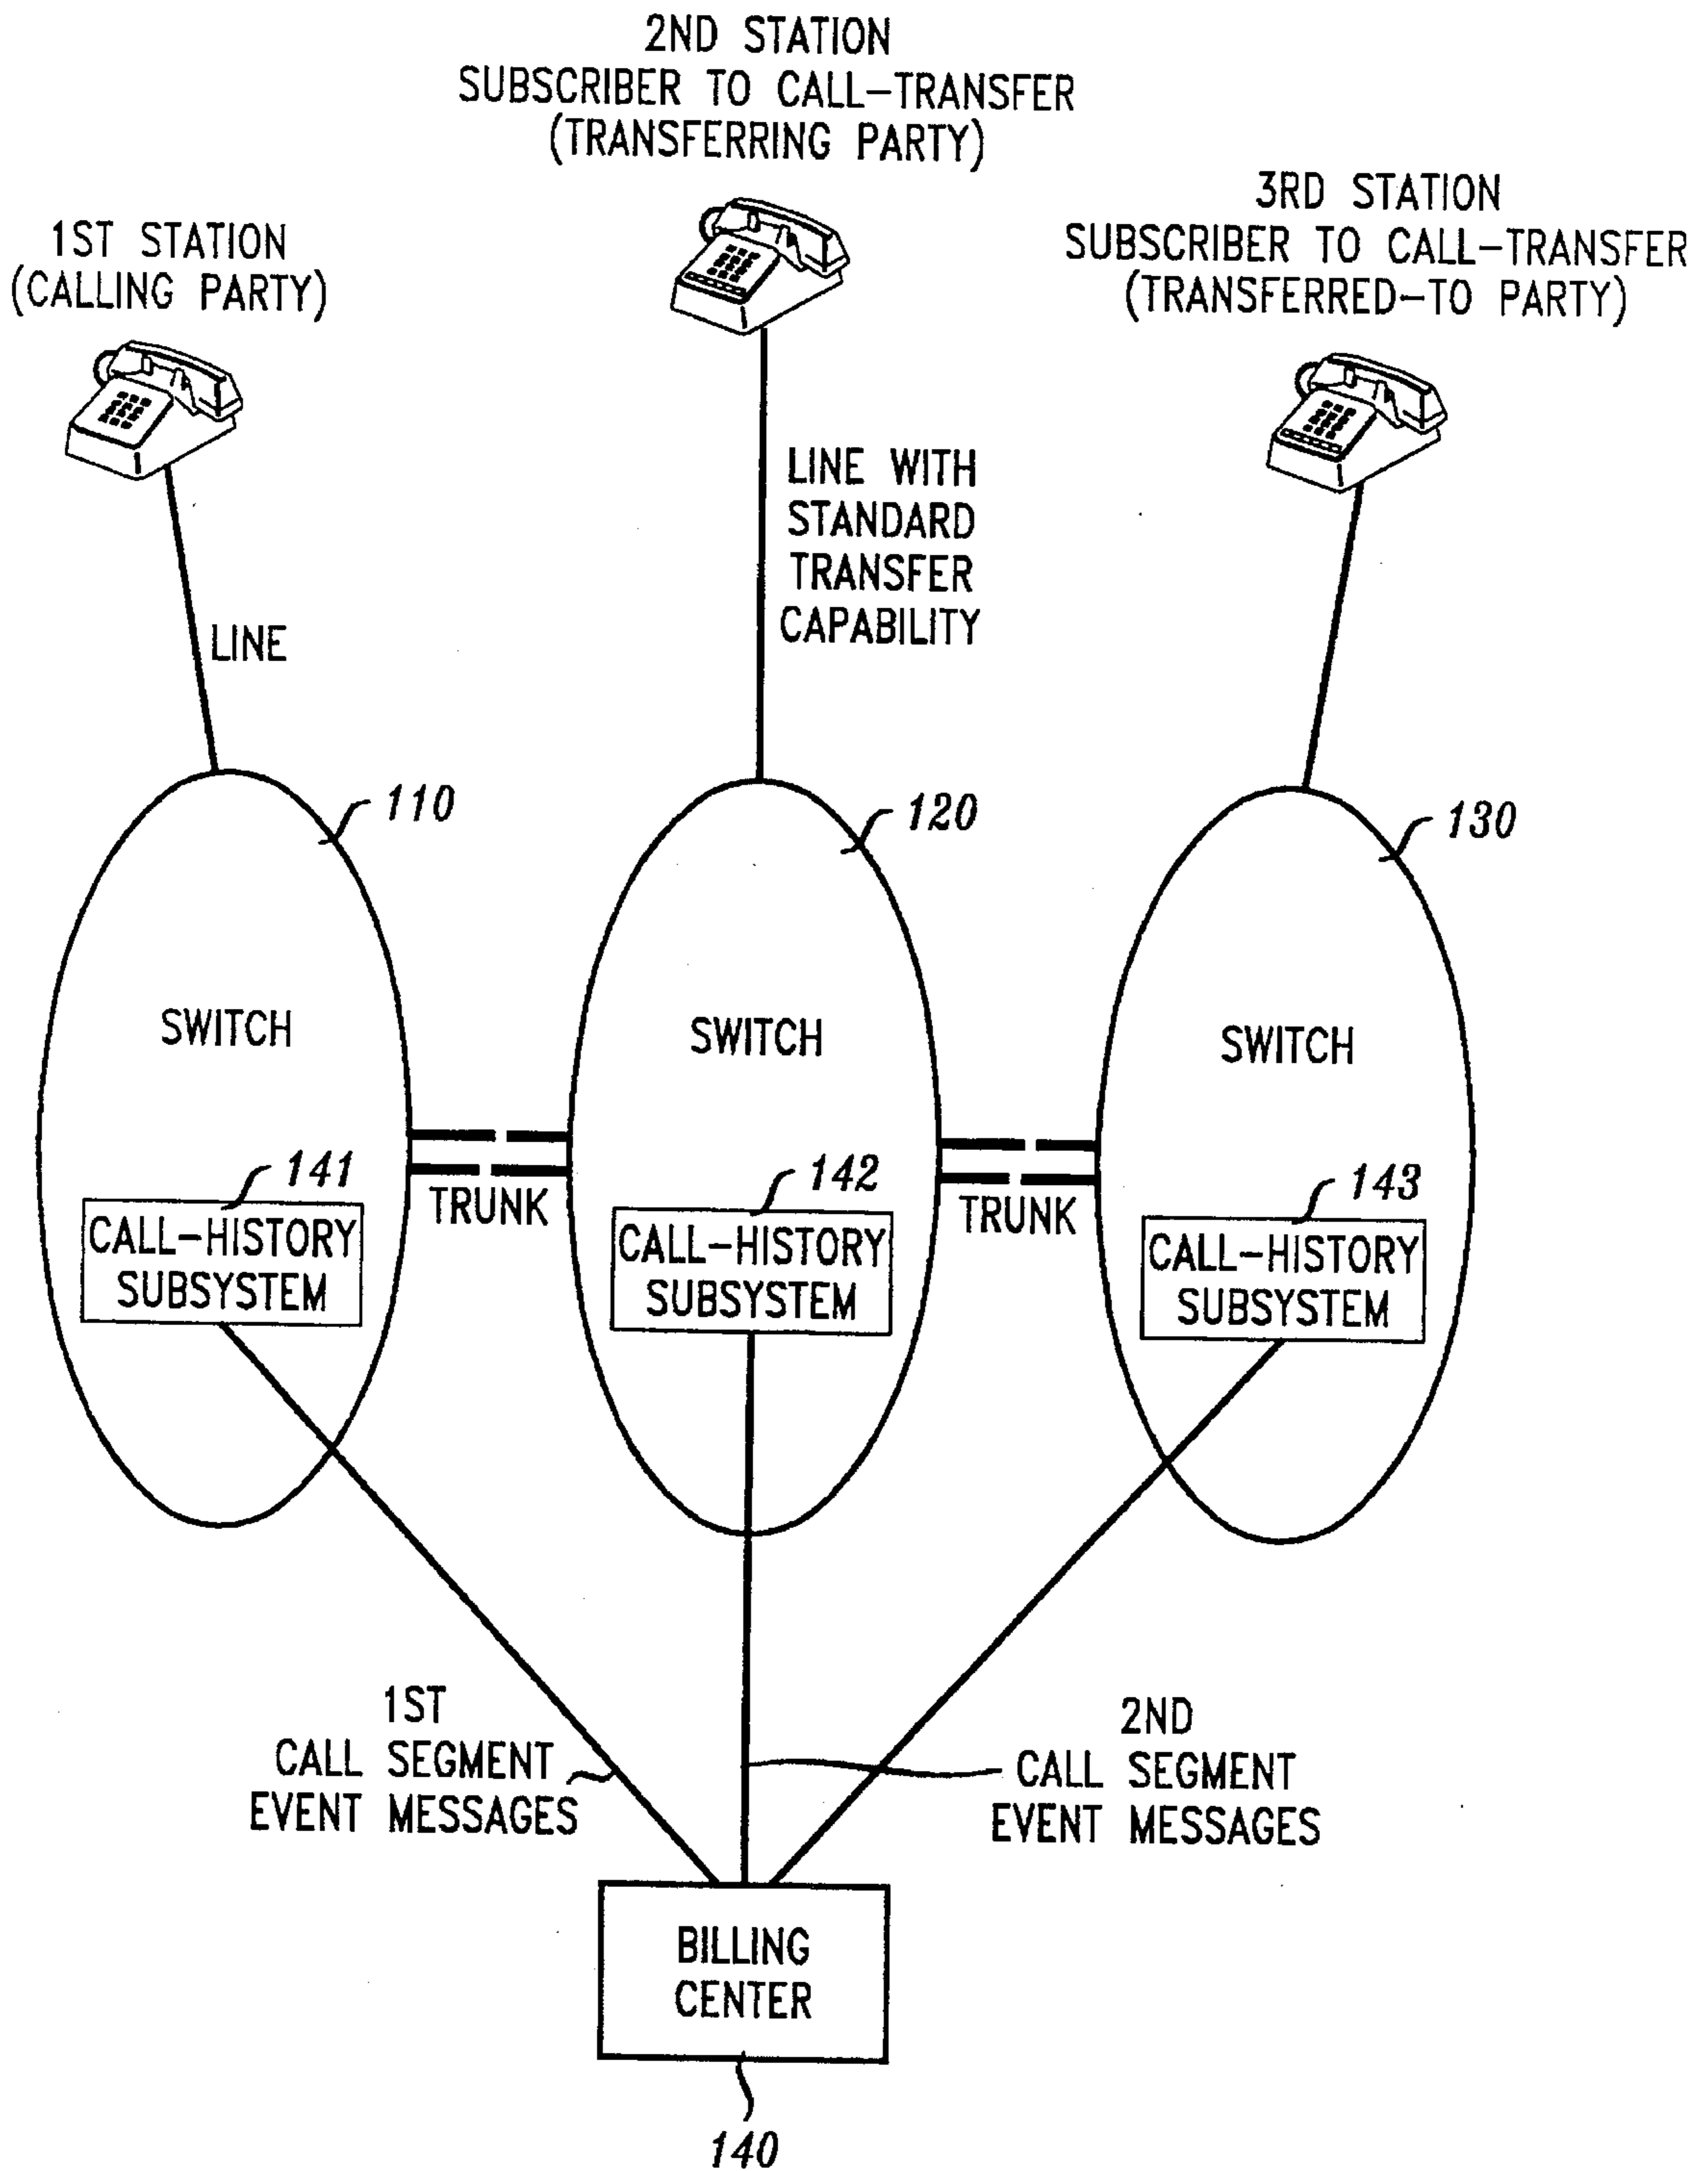 2ND STATION
SUBSCRIBER TO CALL-TRANSFER
(TRANSFERRING PARTY)
3RD STATION
SUBSCRIBER TO CALL-TRANSFER
(TRANSFERRED-TO PARTY)
1ST STATION
(CALLING PARTY)
LINE WITH
STANDARD
TRANSFER
CAPABILITY
LINE
110
120
130
SWITCH
SWITCH
SWITCH
141
142
143
TRUNK
TRUNK
CALL-HISTORY
SUBSYSTEM
CALL-HISTORY
SUBSYSTEM
CALL-HISTORY
SUBSYSTEM
1ST
CALL SEGMENT
EVENT MESSAGES
2ND
CALL SEGMENT
EVENT MESSAGES
BILLING
CENTER
140